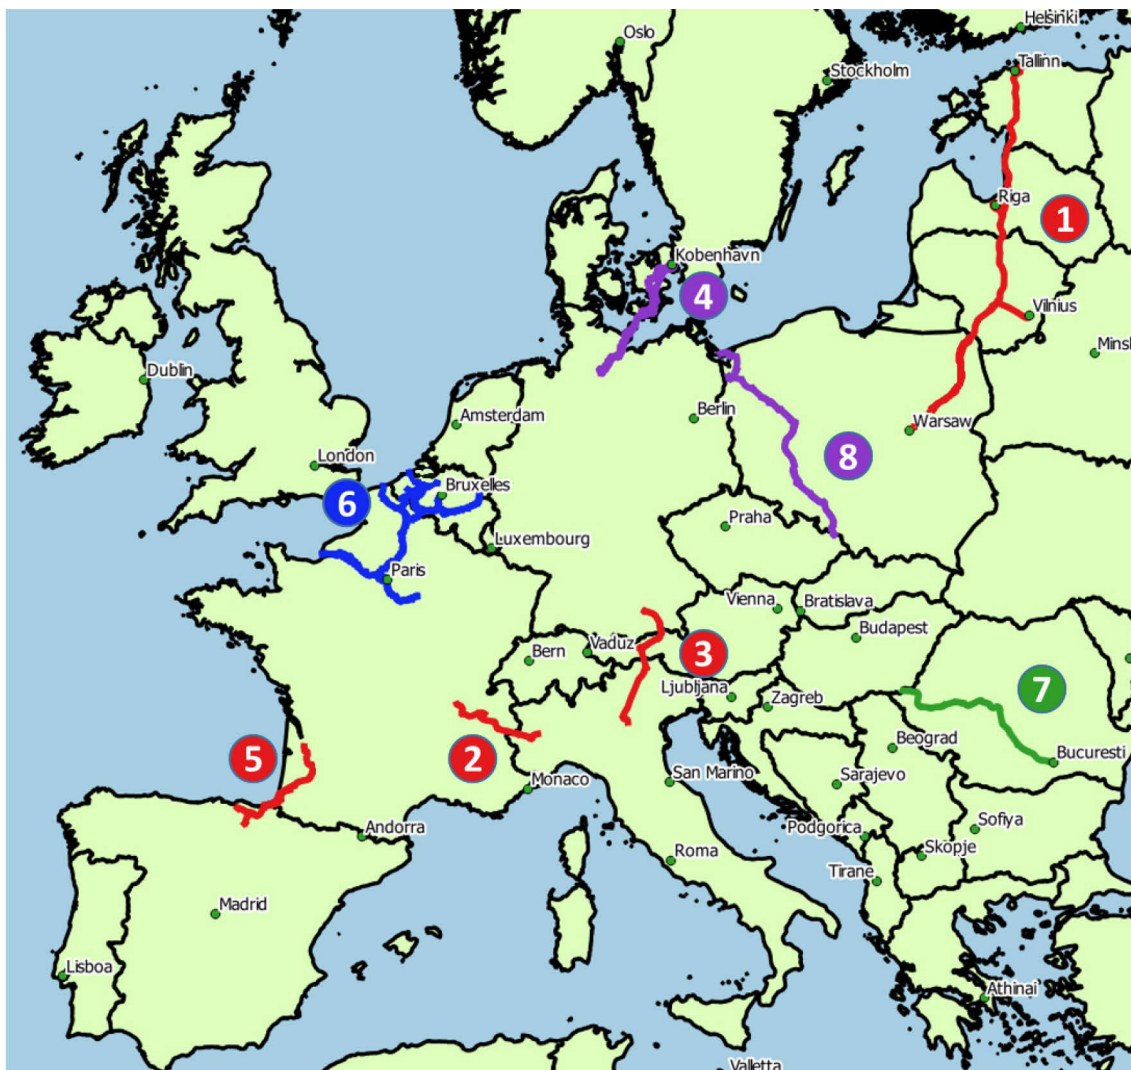 Helsinki
Oslo
Tallinn
Stockholm
Riga
1
Kobenhavn
4
Vilnius
Minsk
Dublin
Amsterdam
Berlin
Warsaw
London
8
Bruxelles
6
Praha
Luxembourg
Paris
Vienna
Bratislava
Budapest
Bern
Vaduz
3
Ljubljana
Zagreb
7
5
2
Beograd
Bucuresti
Monaco
San Marino
Sarajevo
Andorra
Podgorica
Sofiya
Roma
Skopje
Tirane
Madrid
Lisboa
Athinai
Valletta